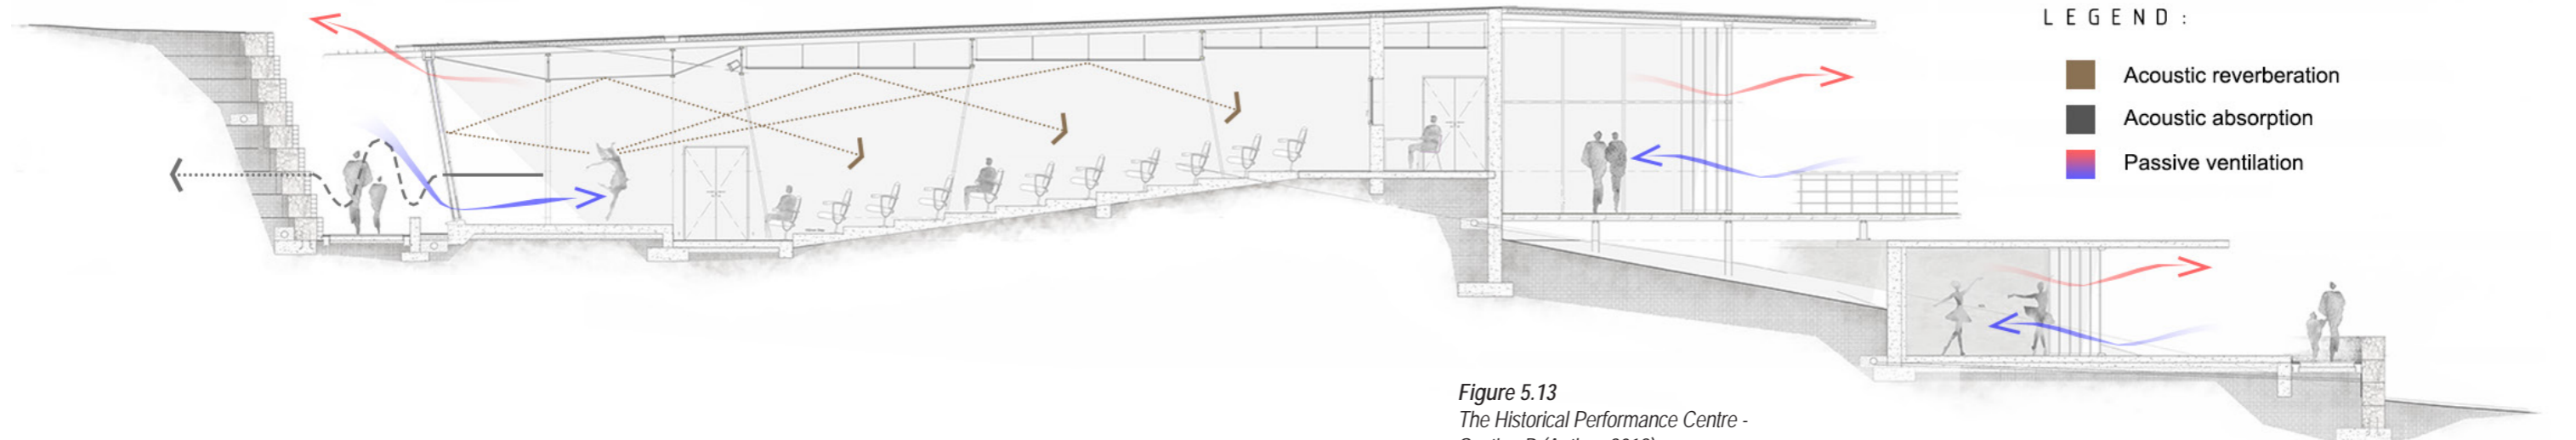 LEGEND:
Acoustic reverberation
Acoustic absorption
Passive ventilation
Figure 5.13
The Historical Performance Centre -